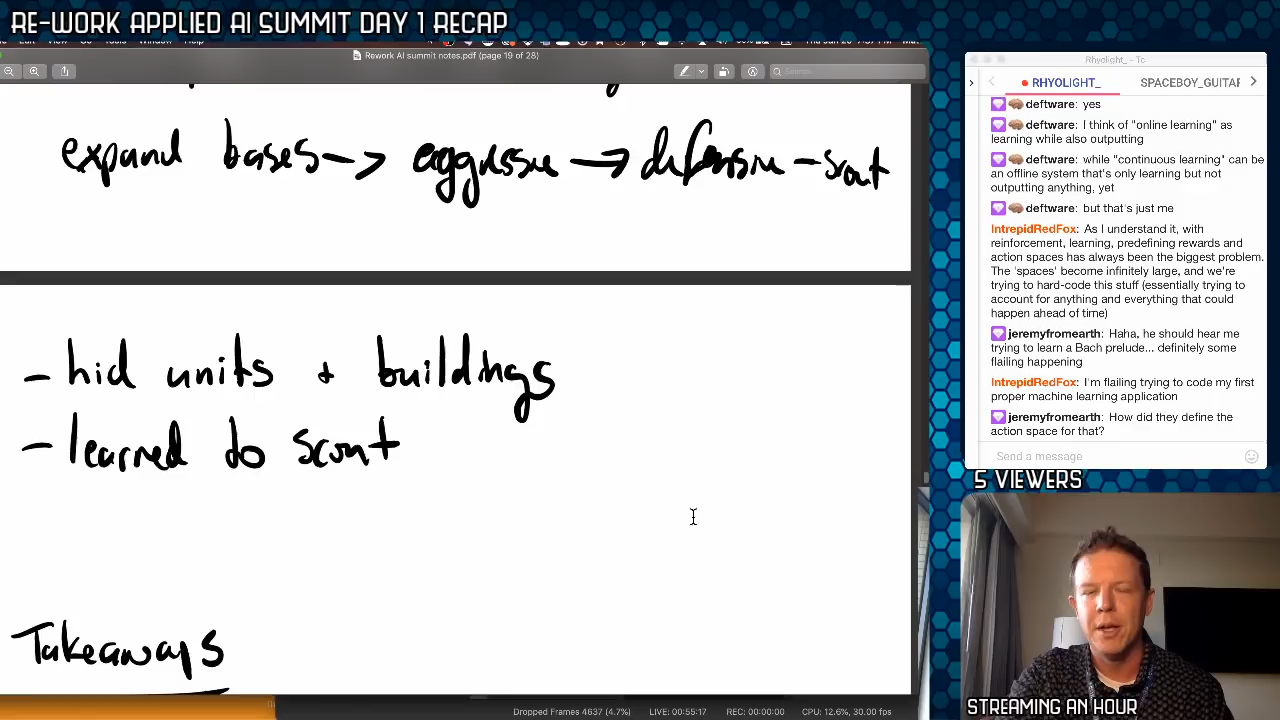 RE-WORK APPLIED AI SUMMIT DAY 1 RECAP
Rework AI summit notes.pdf (page 19 of 28)
Search
expand bases -> aggressive -> defensive - scout
- hid units + buildings
- learned to scout
Takeaways
Rhyolight_ - Tc
RHYOLIGHT_ SPACEBOY_GUITAR
deftware: yes
deftware: I think of "online learning" as
learning while also outputting
deftware: while "continuous learning" can be
an offline system that's only learning but not
outputting anything, yet
deftware: but that's just me
IntrepidRedFox: As I understand it, with
reinforcement, learning, predefining rewards and
action spaces has always been the biggest problem.
The 'spaces' become infinitely large, and we're
trying to hard-code this stuff (essentially trying to
account for anything and everything that could
happen ahead of time)
jeremyfromearth: Haha, he should hear me
trying to learn a Bach prelude... definitely some
flailing happening
IntrepidRedFox: I'm flailing trying to code my first
proper machine learning application
jeremyfromearth: How did they define the
action space for that?
Send a message
5 VIEWERS
STREAMING AN HOUR
Dropped Frames 4637 (4.7%) LIVE: 00:55:17 REC: 00:00:00 CPU: 12.6%, 30.00 fps